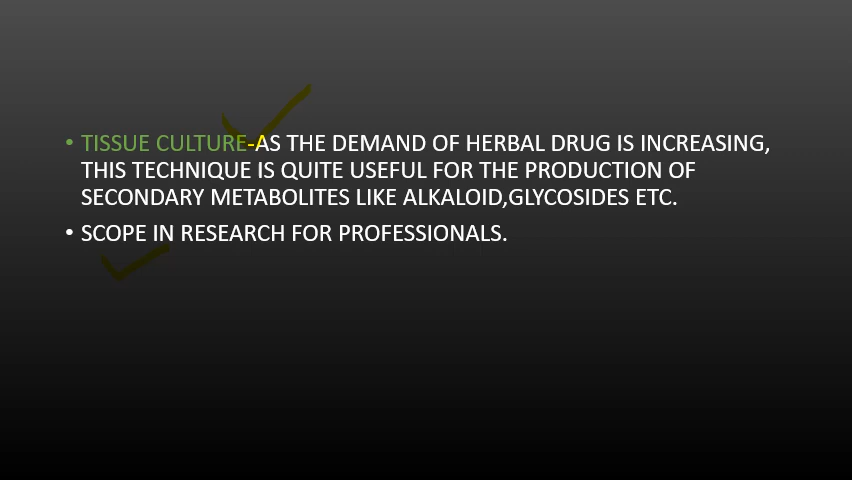 • TISSUE CULTURE-AS THE DEMAND OF HERBAL DRUG IS INCREASING,
THIS TECHNIQUE IS QUITE USEFUL FOR THE PRODUCTION OF
SECONDARY METABOLITES LIKE ALKALOID,GLYCOSIDES ETC.
• SCOPE IN RESEARCH FOR PROFESSIONALS.